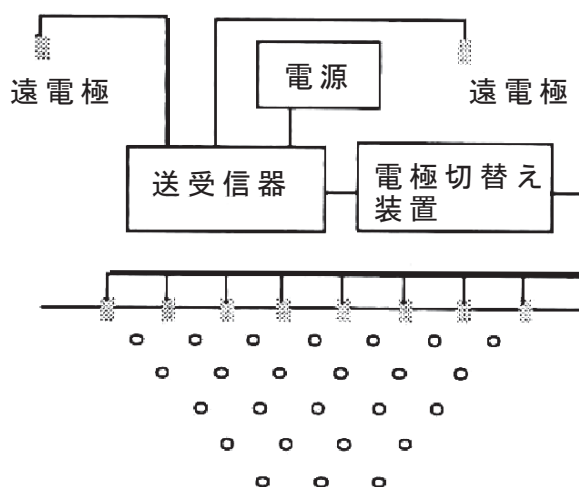 遠電極
電源
遠電極
送受信器
電極切替え
装置